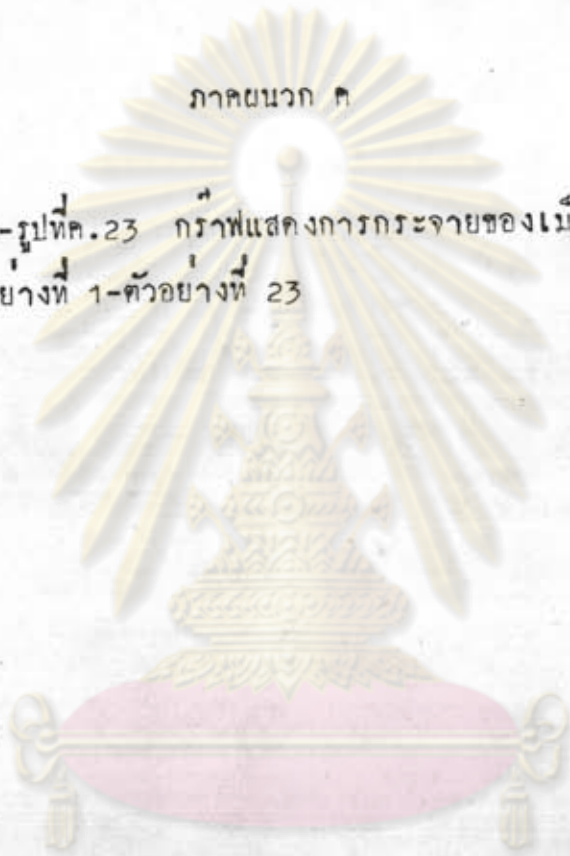 ภาคผนวก ค
-รูปที่ค.23 กราฟแสดงการกระจายของเม
ย่างที่ 1-ตัวอย่างที่ 23